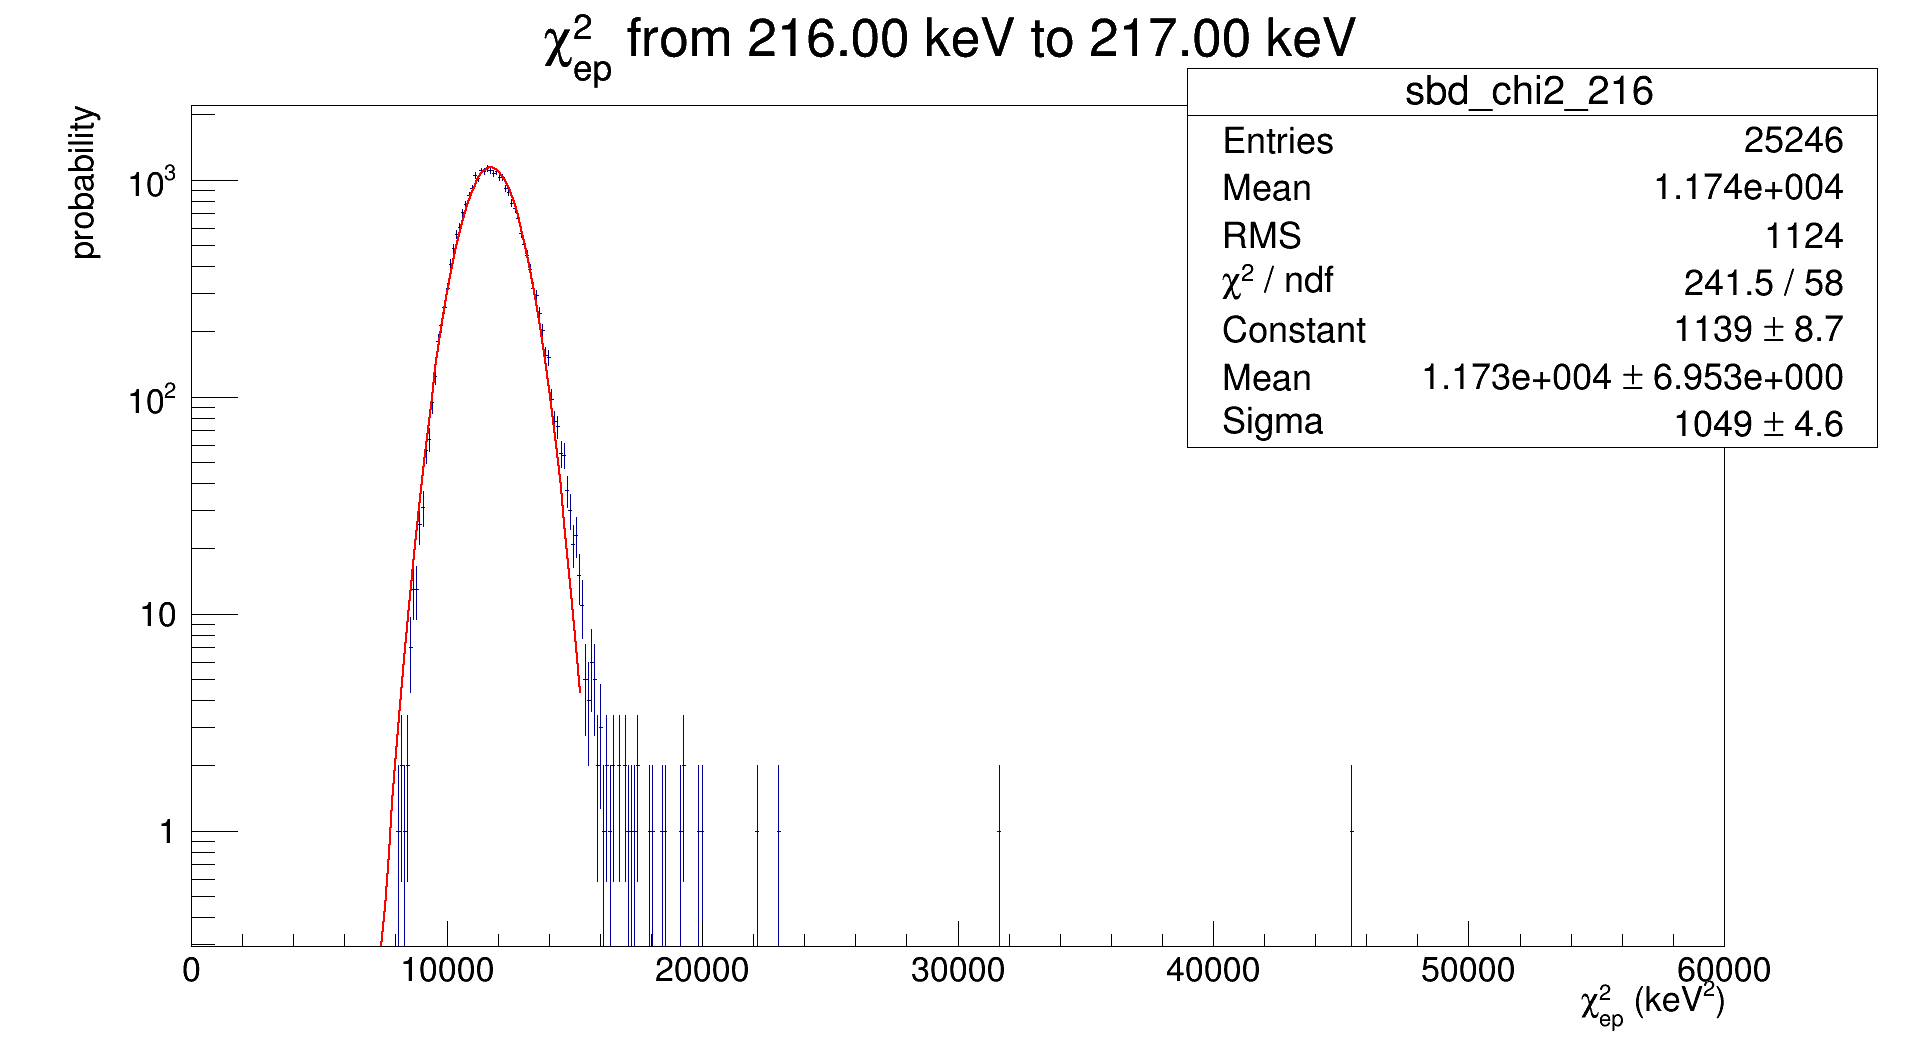 χ²ep from 216.00 keV to 217.00 keV
sbd_chi2_216
Entries 25246
Mean 1.174e+004
RMS 1124
χ² / ndf 241.5 / 58
Constant 1139 ± 8.7
Mean 1.173e+004 ± 6.953e+000
Sigma 1049 ± 4.6
probability
10³
10²
10
1
0 10000 20000 30000 40000 50000 60000
χ²ep (keV²)